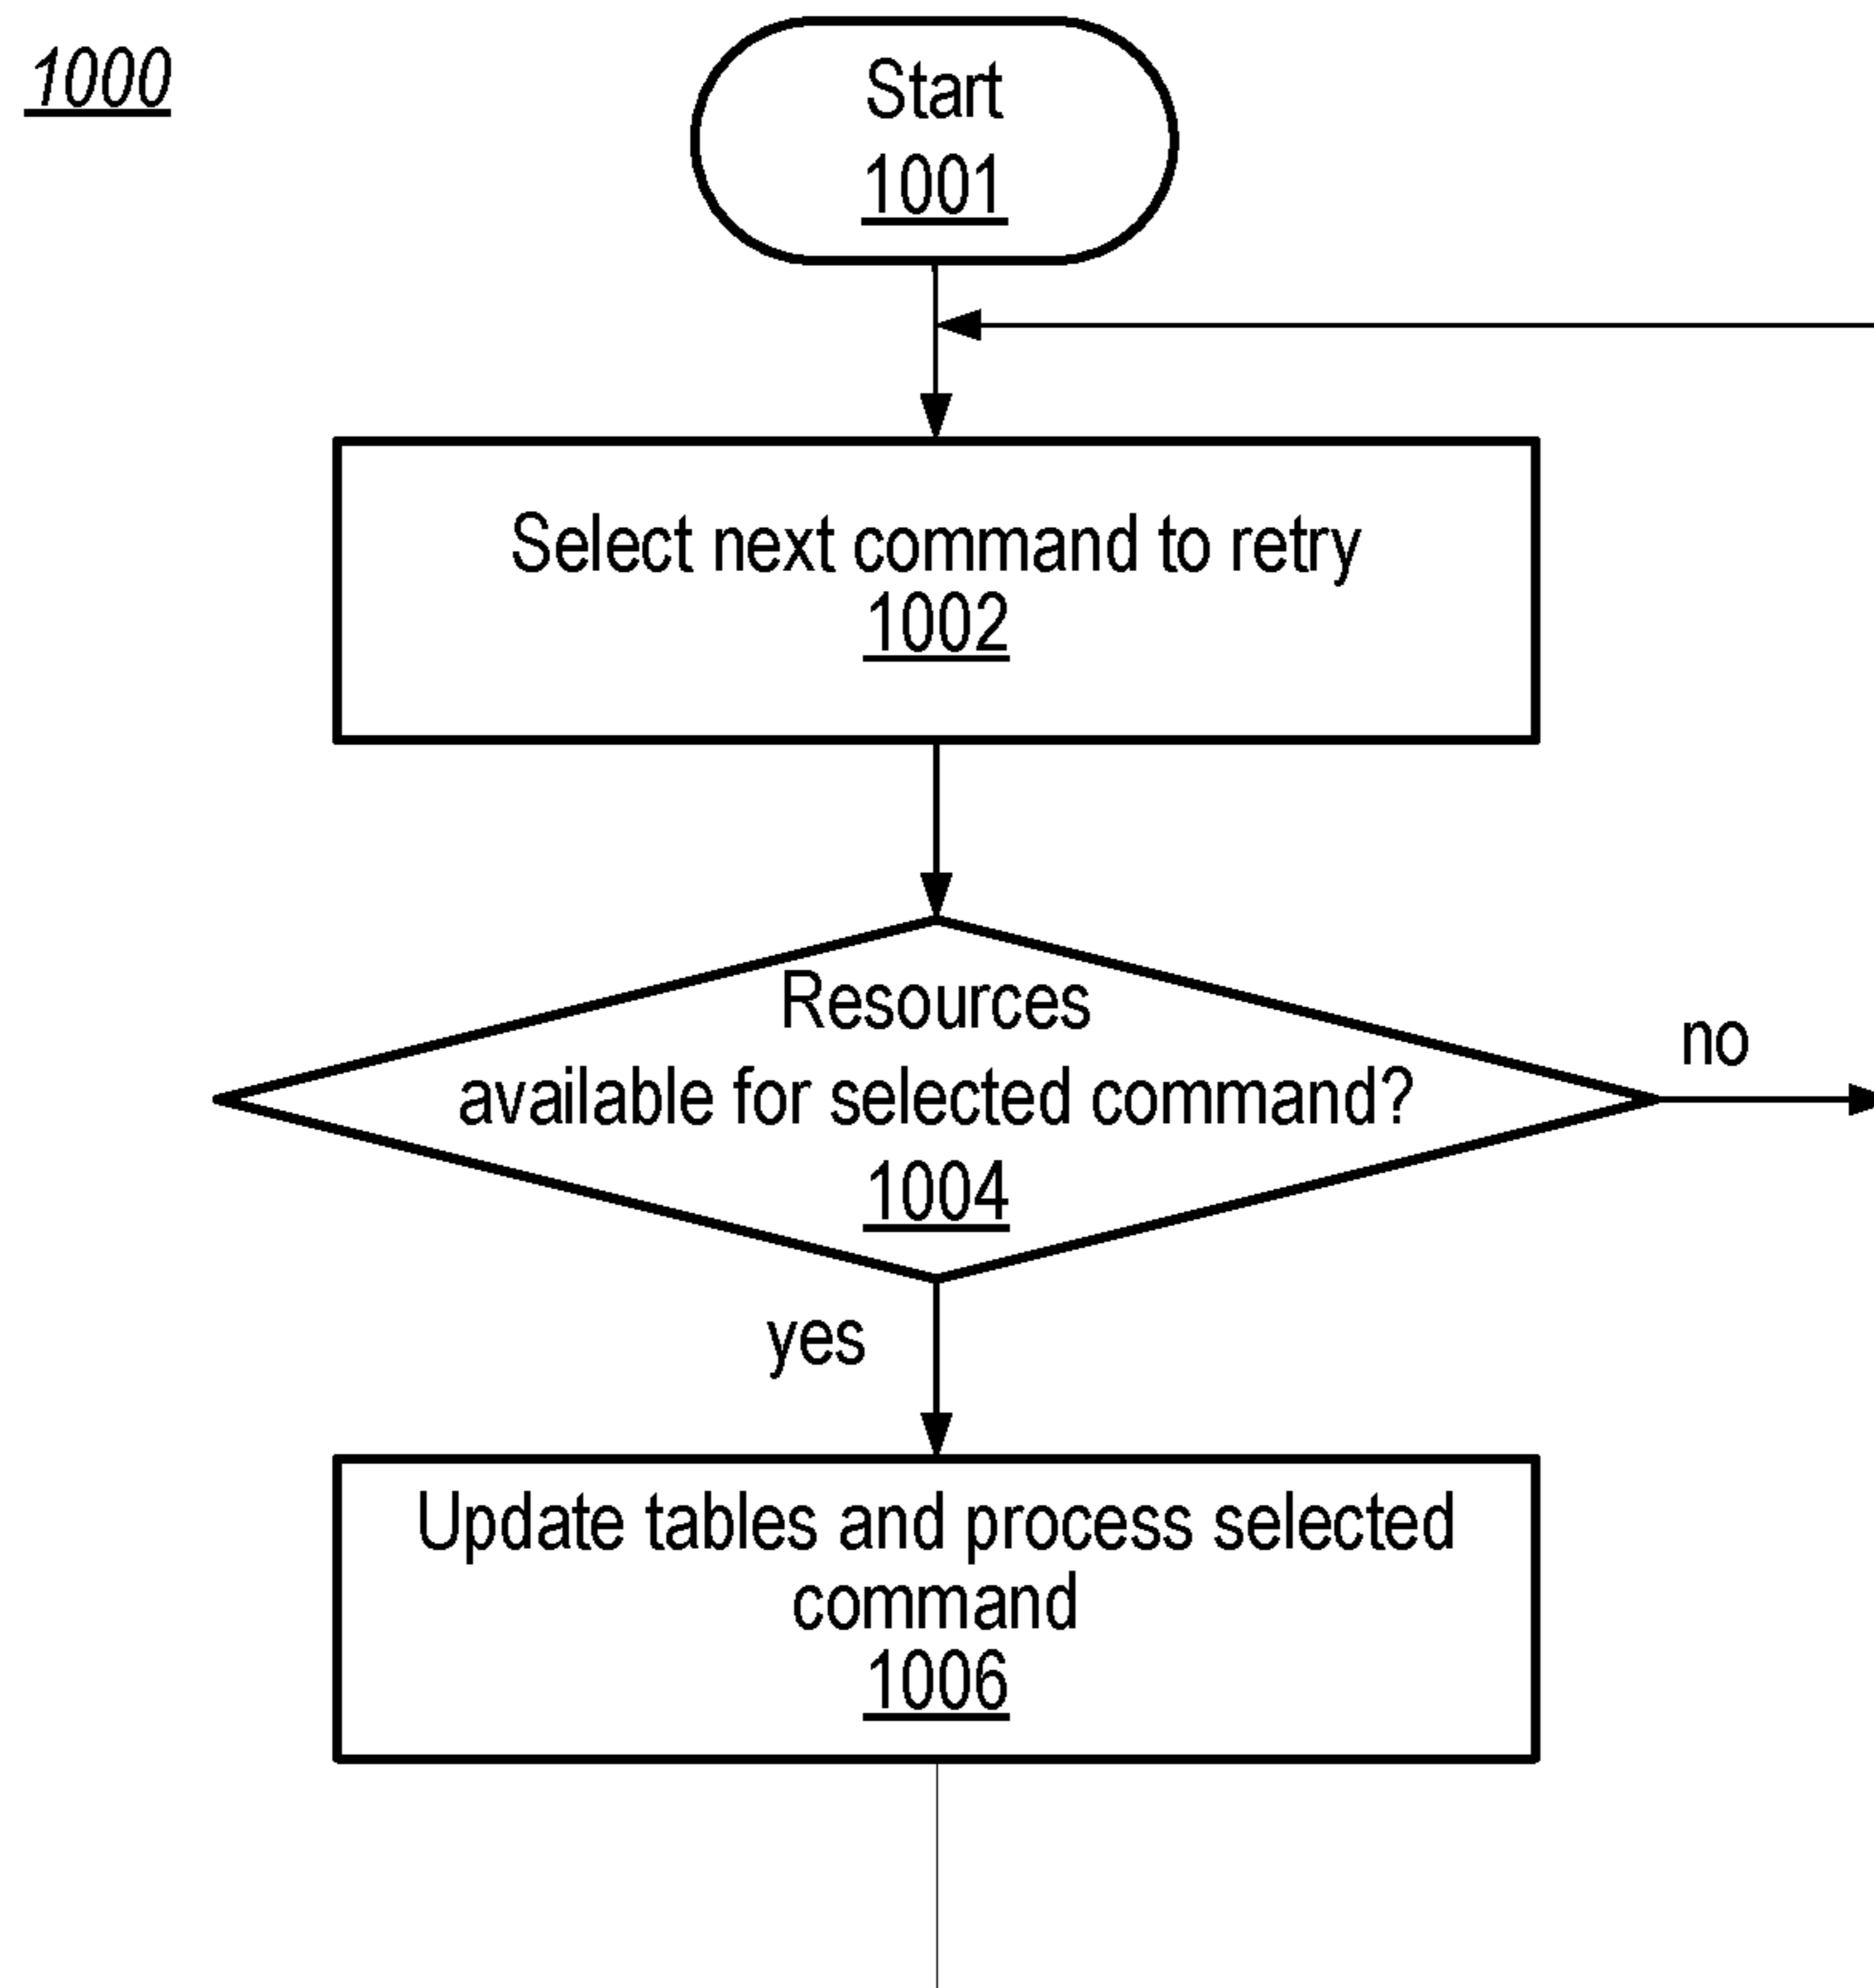 1000
Start
1001
Select next command to retry
1002
Resources
available for selected command?
1004
no
yes
Update tables and process selected
command
1006